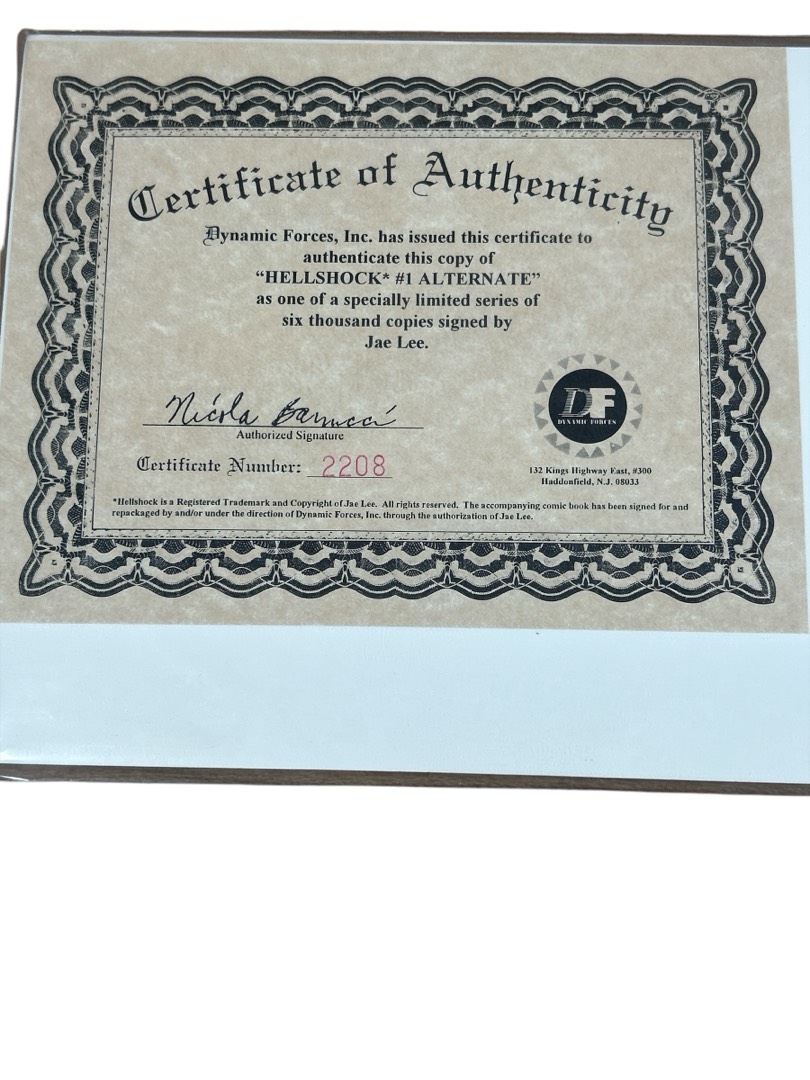 Certificate of Authenticity
Dynamic Forces, Inc. has issued this certificate to
authenticate this copy of
“HELLSHOCK* #1 ALTERNATE”
as one of a specially limited series of
six thousand copies signed by
Jae Lee.
Nicola Barrucci
Authorized Signature
Certificate Number: 2208
DF
DYNAMIC FORCES
132 Kings Highway East, #300
Haddonfield, N.J. 08033
*Hellshock is a Registered Trademark and Copyright of Jae Lee. All rights reserved. The accompanying comic book has been signed for and
repackaged by and/or under the direction of Dynamic Forces, Inc. through the authorization of Jae Lee.